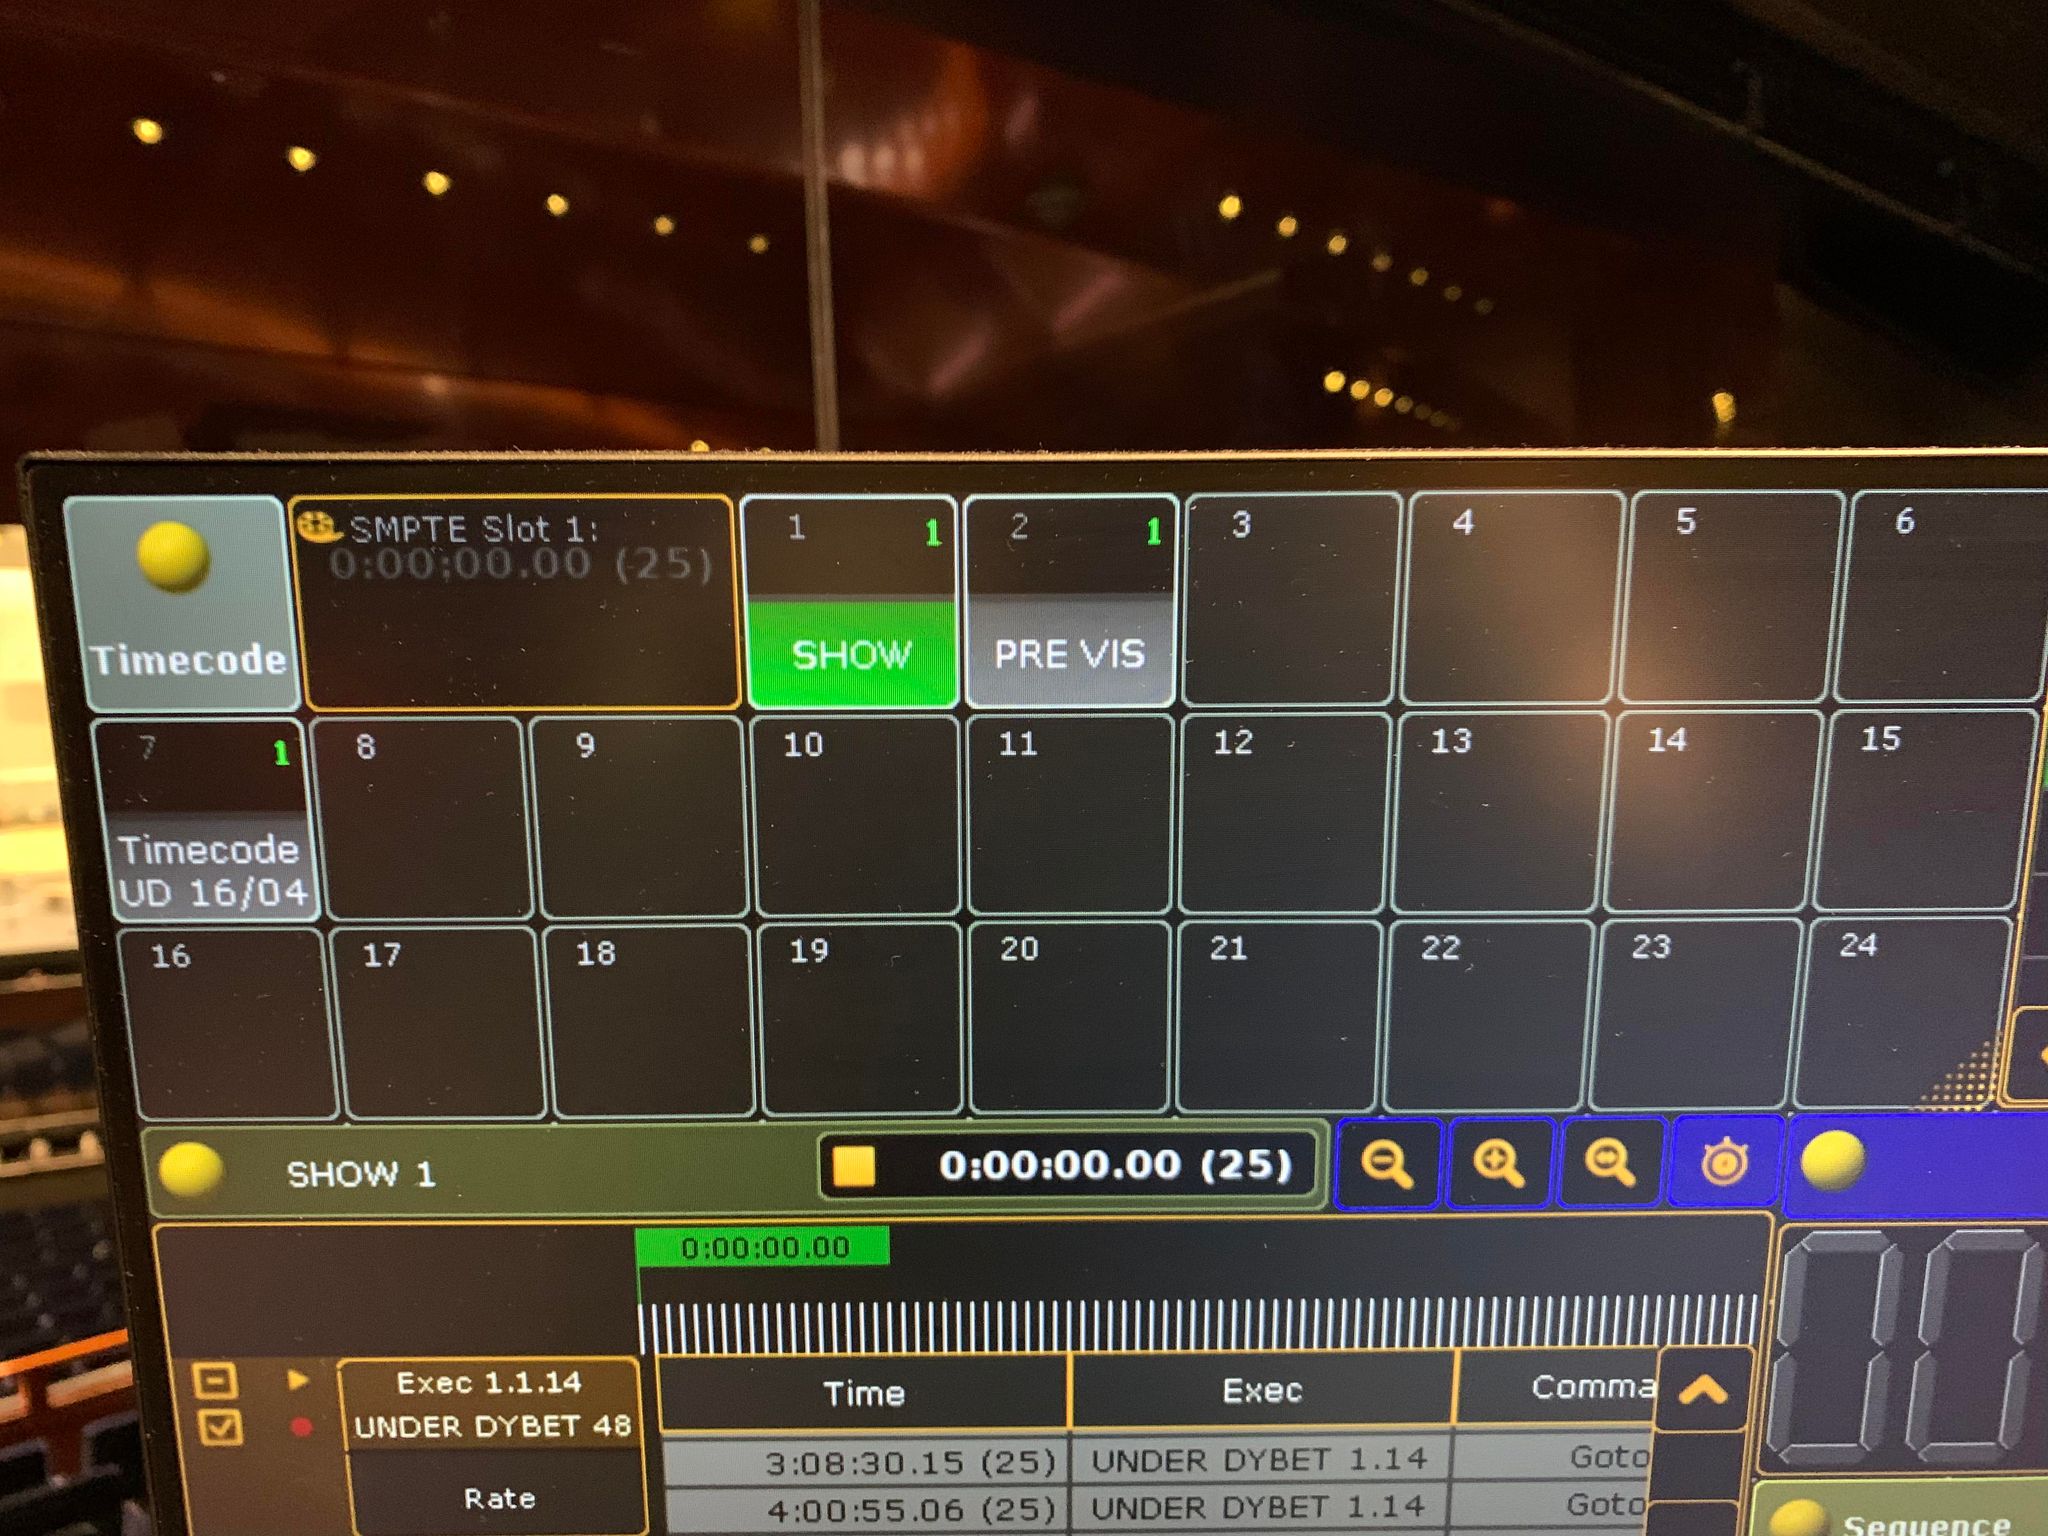 Timecode
SMPTE Slot 1:
0:00:00.00 (25)
1 1
SHOW
2 1
PRE VIS
3
4
5
6
7 1
Timecode
UD 16/04
8
9
10
11
12
13
14
15
16
17
18
19
20
21
22
23
24
SHOW 1
0:00:00.00 (25)
0:00:00.00
Exec 1.1.14
UNDER DYBET 48
Rate
Time Exec Comma
3:08:30.15 (25) UNDER DYBET 1.14 Goto
4:00:55.06 (25) UNDER DYBET 1.14 Goto
Sequence